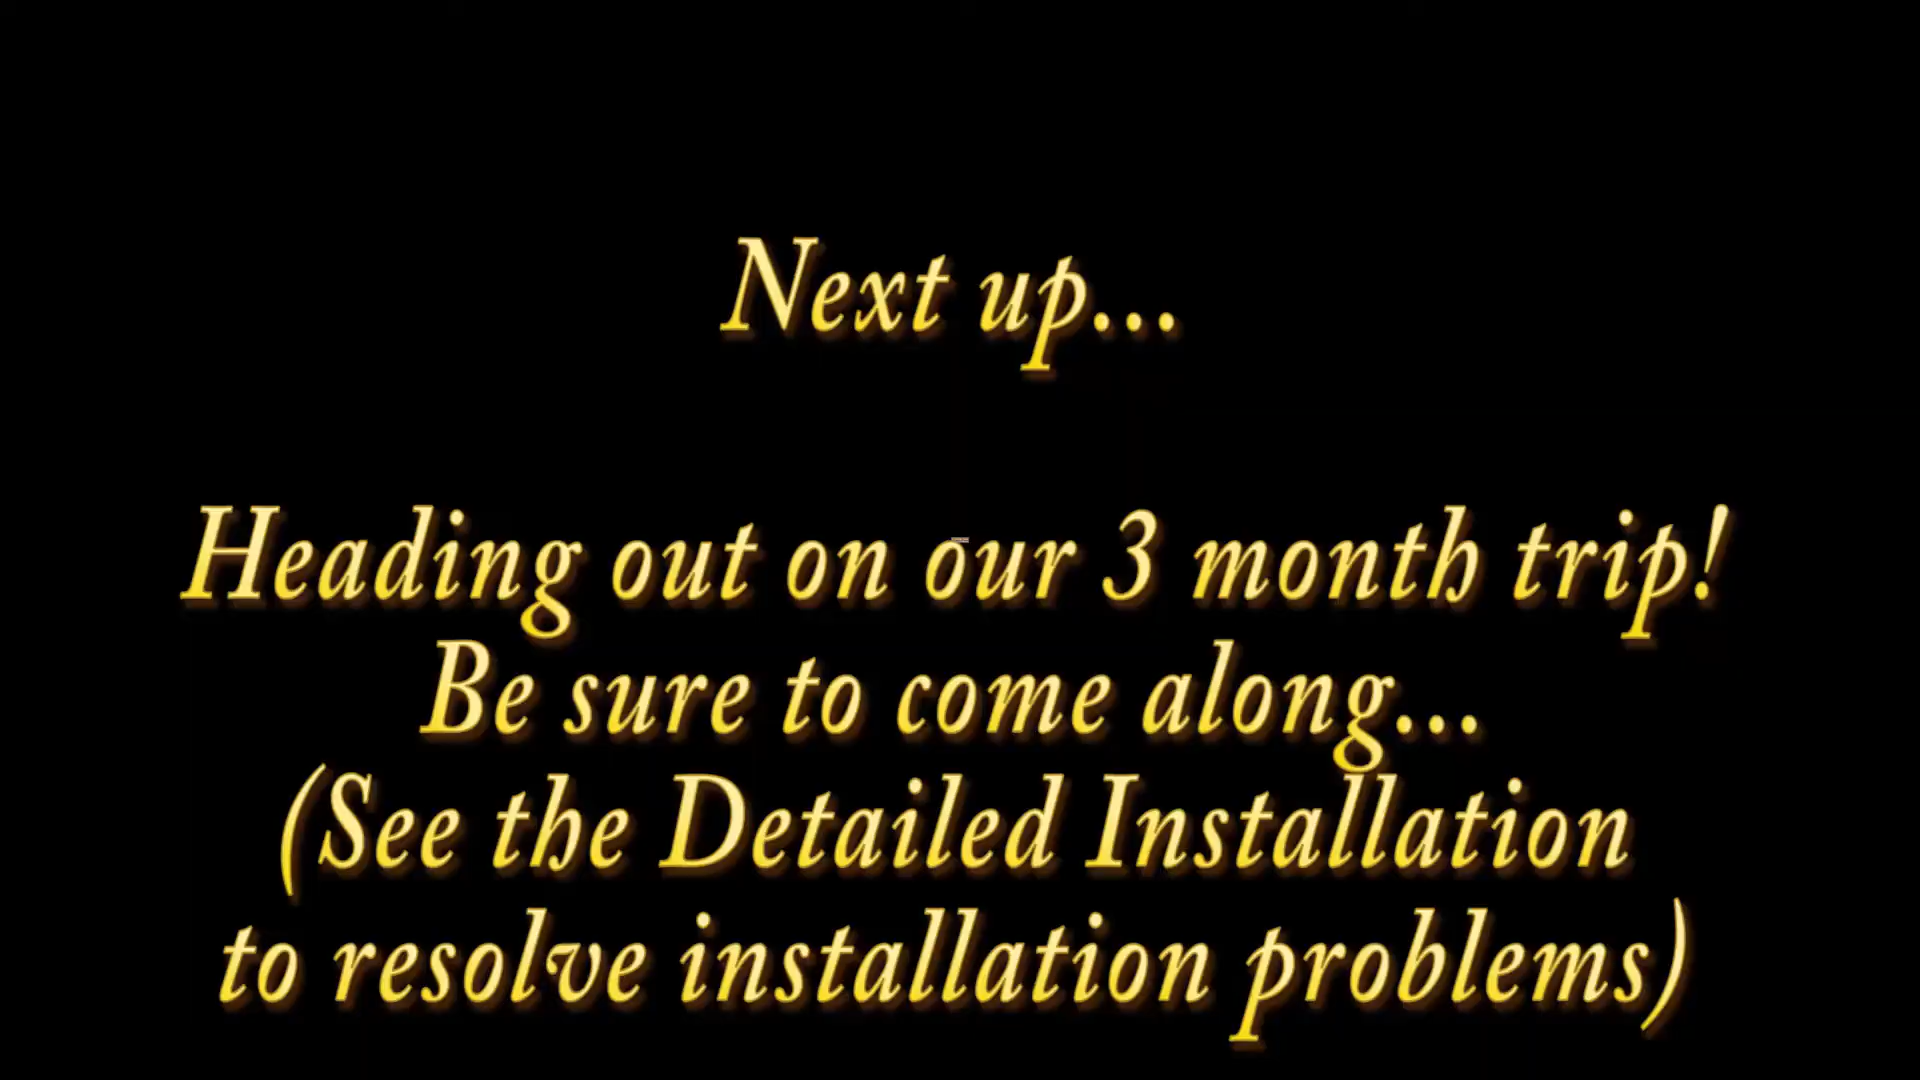 Next up...
Heading out on our 3 month trip!
Be sure to come along...
(See the Detailed Installation
to resolve installation problems)